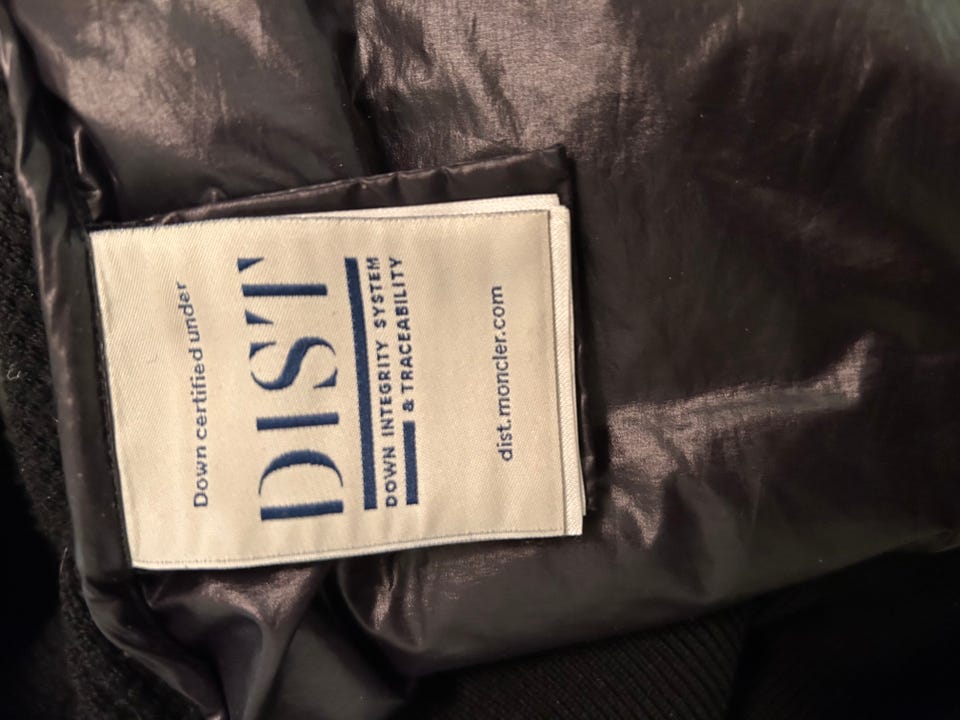 Down certified under
DIST
DOWN INTEGRITY SYSTEM
& TRACEABILITY
dist.moncler.com